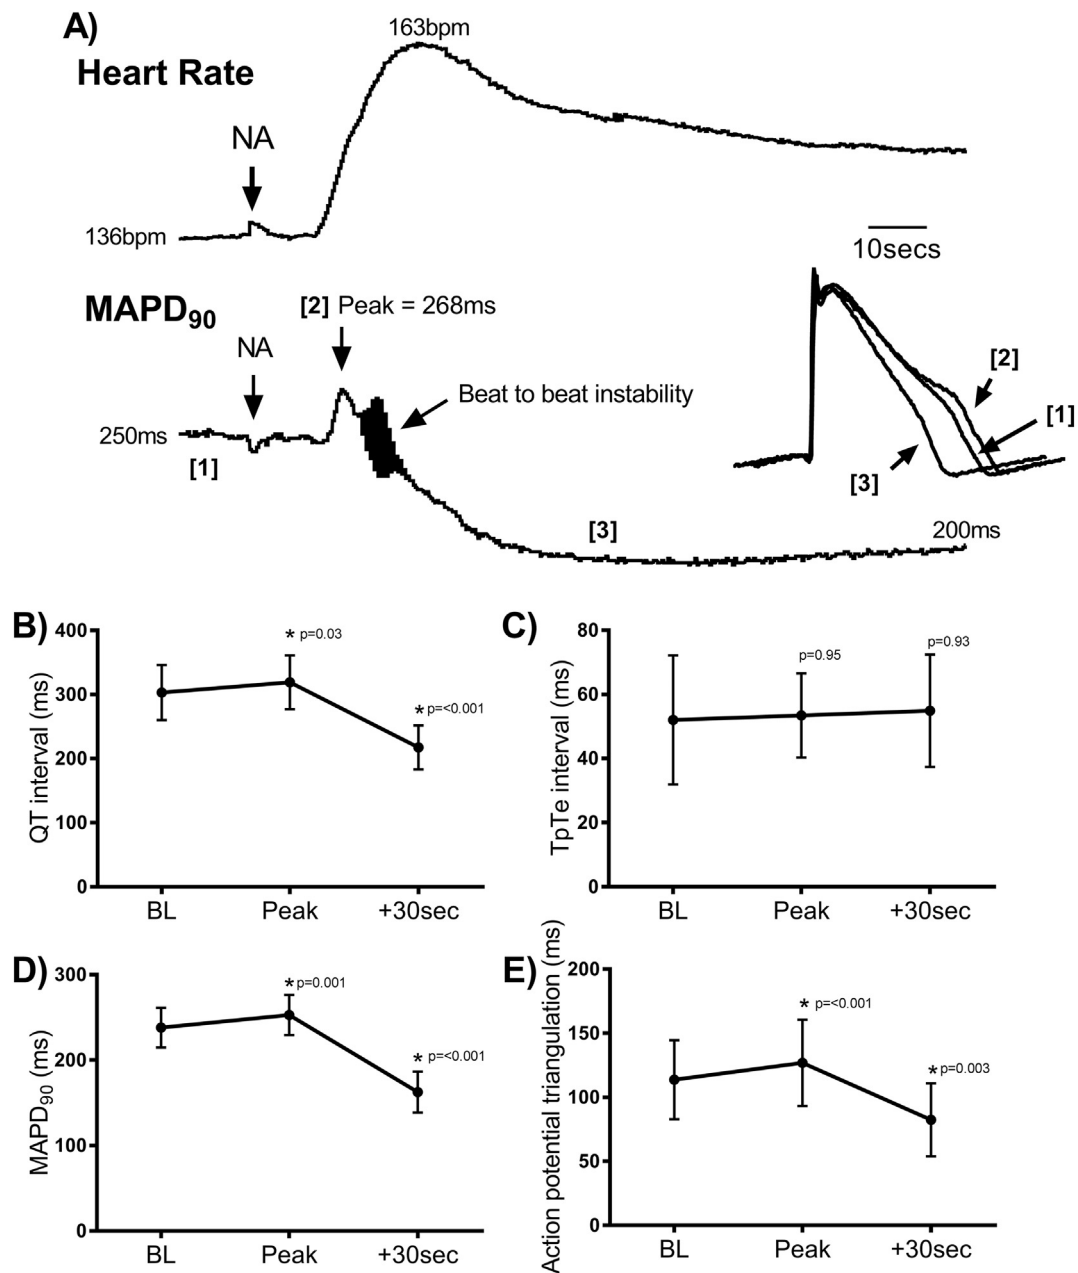 A)
163bpm
Heart Rate
NA
136bpm
10secs
MAPD90
[2] Peak = 268ms
NA
[2]
Beat to beat instability
[1]
250ms
[1]
[3]
[3]
200ms
B)
400
300
200
100
0
QT interval (ms)
* p=0.03
* p=<0.001
BL Peak +30sec
C)
80
60
40
20
0
TpTe interval (ms)
p=0.95
p=0.93
BL Peak +30sec
D)
300
200
100
0
MAPD90 (ms)
* p=0.001
* p=<0.001
BL Peak +30sec
E)
200
150
100
50
0
Action potential triangulation (ms)
* p=<0.001
* p=0.003
BL Peak +30sec